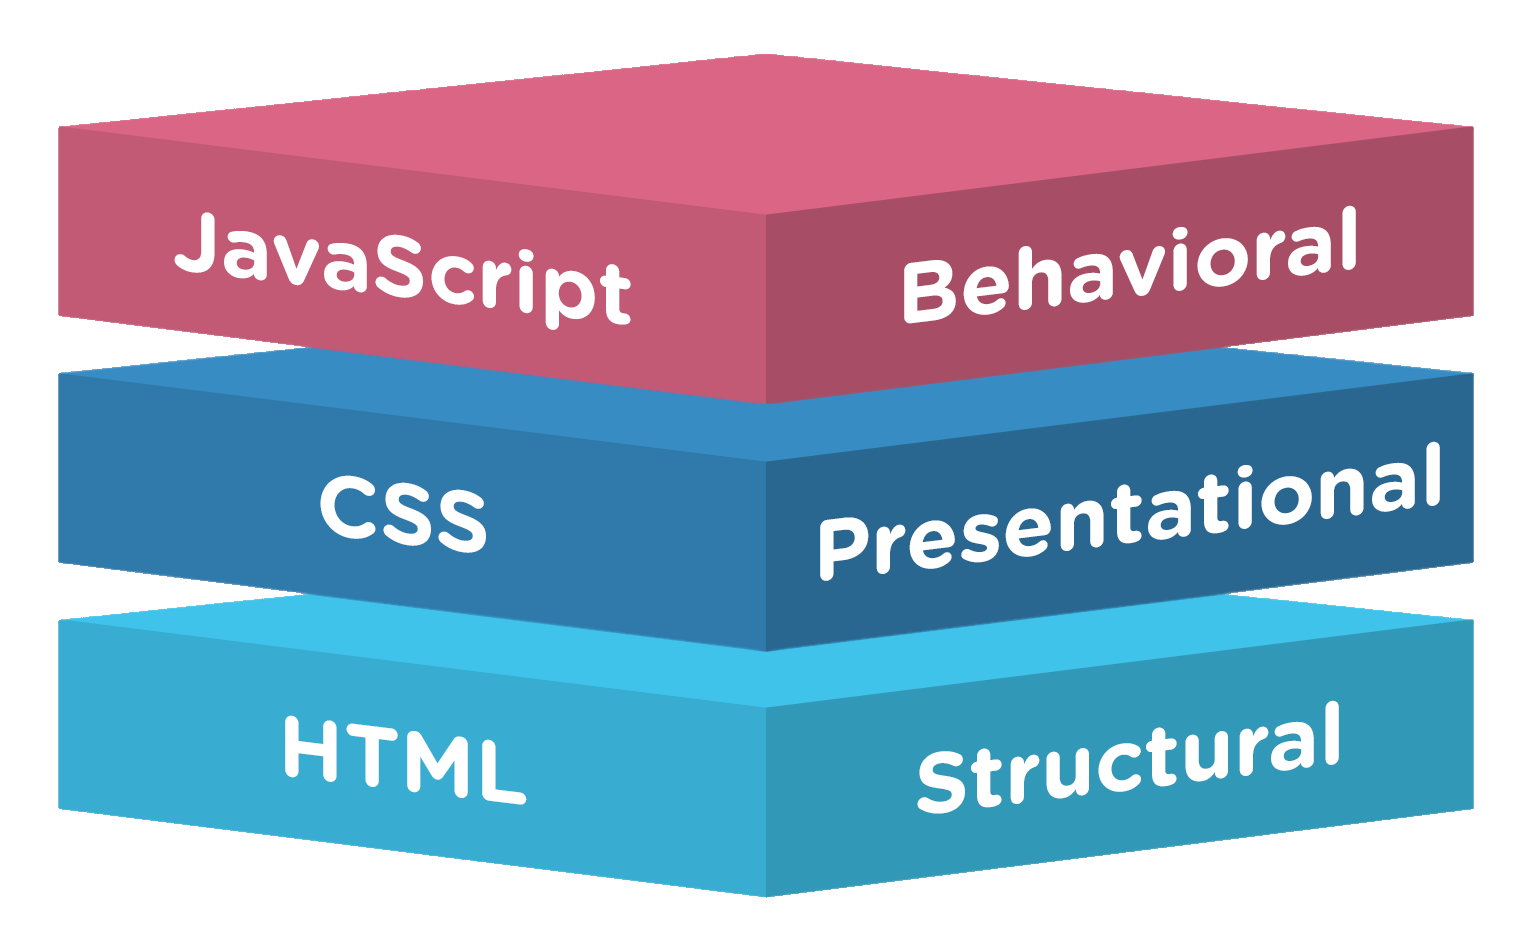 JavaScript
Behavioral
CSS
Presentational
HTML
Structural